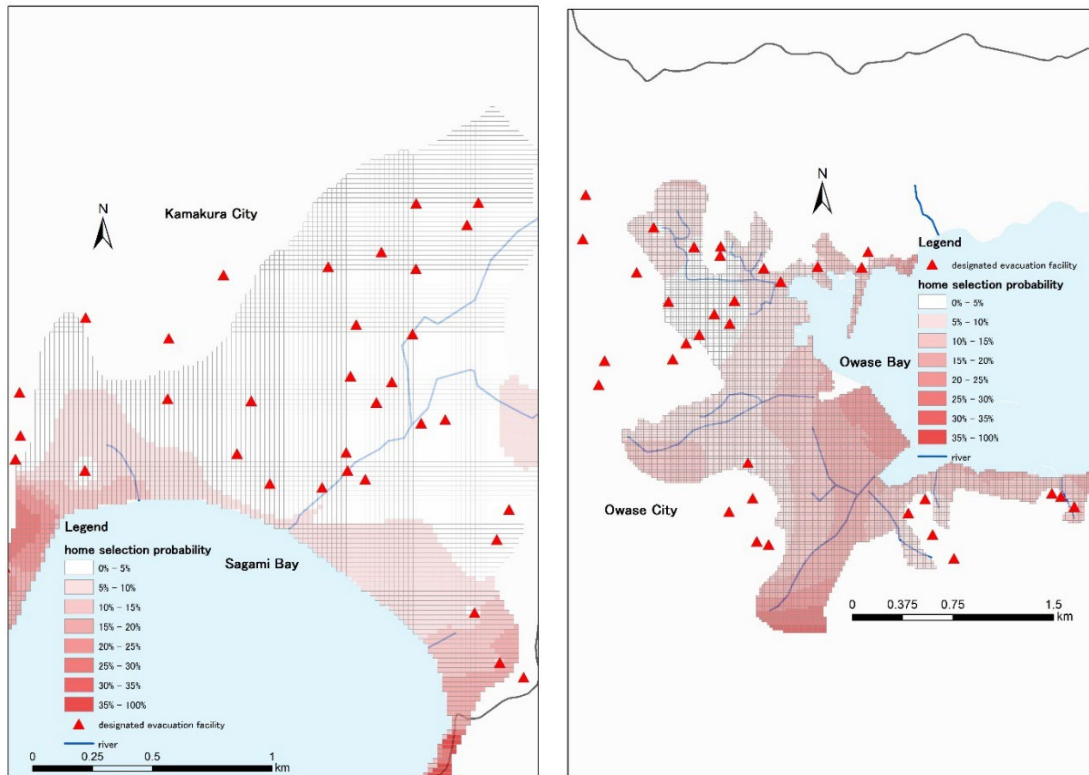 N
Kamakura City
Sagami Bay
Legend
home selection probability
0% - 5%
5% - 10%
10% - 15%
15% - 20%
20% - 25%
25% - 30%
30% - 35%
35% - 100%
designated evacuation facility
river
0 0.25 0.5 1
km
N
Legend
designated evacuation facility
home selection probability
0% - 5%
5% - 10%
10% - 15%
15% - 20%
20 - 25%
25% - 30%
30% - 35%
35% - 100%
river
Owase Bay
Owase City
0 0.375 0.75 1.5
km